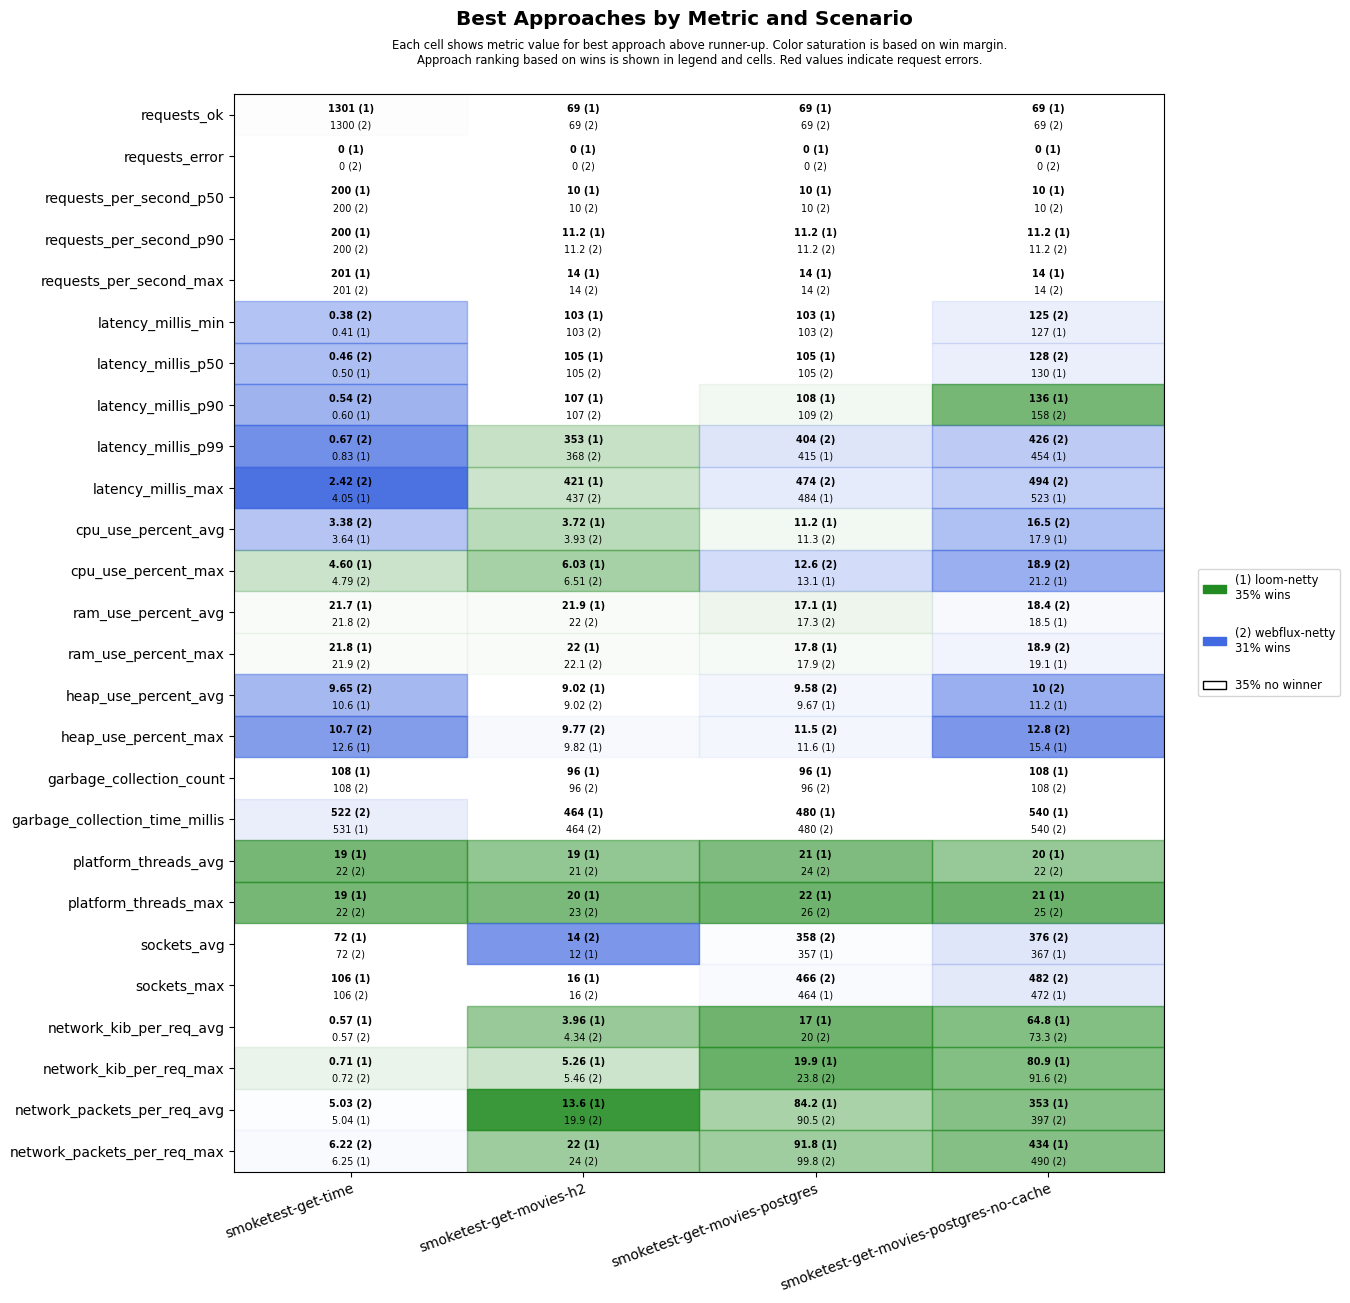 Best Approaches by Metric and Scenario
Each cell shows metric value for best approach above runner-up. Color saturation is based on win margin.
Approach ranking based on wins is shown in legend and cells. Red values indicate request errors.
requests_ok
1301 (1) 69 (1) 69 (1) 69 (1)
1300 (2) 69 (2) 69 (2) 69 (2)
requests_error
0 (1) 0 (1) 0 (1) 0 (1)
0 (2) 0 (2) 0 (2) 0 (2)
requests_per_second_p50
200 (1) 10 (1) 10 (1) 10 (1)
200 (2) 10 (2) 10 (2) 10 (2)
requests_per_second_p90
200 (1) 11.2 (1) 11.2 (1) 11.2 (1)
200 (2) 11.2 (2) 11.2 (2) 11.2 (2)
requests_per_second_max
201 (1) 14 (1) 14 (1) 14 (1)
201 (2) 14 (2) 14 (2) 14 (2)
latency_millis_min
0.38 (2) 103 (1) 103 (1) 125 (2)
0.41 (1) 103 (2) 103 (2) 127 (1)
latency_millis_p50
0.46 (2) 105 (1) 105 (1) 128 (2)
0.50 (1) 105 (2) 105 (2) 130 (1)
latency_millis_p90
0.54 (2) 107 (1) 108 (1) 136 (1)
0.60 (1) 107 (2) 109 (2) 158 (2)
latency_millis_p99
0.67 (2) 353 (1) 404 (2) 426 (2)
0.83 (1) 368 (2) 415 (1) 454 (1)
latency_millis_max
2.42 (2) 421 (1) 474 (2) 494 (2)
4.05 (1) 437 (2) 484 (1) 523 (1)
cpu_use_percent_avg
3.38 (2) 3.72 (1) 11.2 (1) 16.5 (2)
3.64 (1) 3.93 (2) 11.3 (2) 17.9 (1)
cpu_use_percent_max
4.60 (1) 6.03 (1) 12.6 (2) 18.9 (2)
4.79 (2) 6.51 (2) 13.1 (1) 21.2 (1)
ram_use_percent_avg
21.7 (1) 21.9 (1) 17.1 (1) 18.4 (2)
21.8 (2) 22 (2) 17.3 (2) 18.5 (1)
ram_use_percent_max
21.8 (1) 22 (1) 17.8 (1) 18.9 (2)
21.9 (2) 22.1 (2) 17.9 (2) 19.1 (1)
heap_use_percent_avg
9.65 (2) 9.02 (1) 9.58 (2) 10 (2)
10.6 (1) 9.02 (2) 9.67 (1) 11.2 (1)
heap_use_percent_max
10.7 (2) 9.77 (2) 11.5 (2) 12.8 (2)
12.6 (1) 9.82 (1) 11.6 (1) 15.4 (1)
garbage_collection_count
108 (1) 96 (1) 96 (1) 108 (1)
108 (2) 96 (2) 96 (2) 108 (2)
garbage_collection_time_millis
522 (2) 464 (1) 480 (1) 540 (1)
531 (1) 464 (2) 480 (2) 540 (2)
platform_threads_avg
19 (1) 19 (1) 21 (1) 20 (1)
22 (2) 21 (2) 24 (2) 22 (2)
platform_threads_max
19 (1) 20 (1) 22 (1) 21 (1)
22 (2) 23 (2) 26 (2) 25 (2)
sockets_avg
72 (1) 14 (2) 358 (2) 376 (2)
72 (2) 12 (1) 357 (1) 367 (1)
sockets_max
106 (1) 16 (1) 466 (2) 482 (2)
106 (2) 16 (2) 464 (1) 472 (1)
network_kib_per_req_avg
0.57 (1) 3.96 (1) 17 (1) 64.8 (1)
0.57 (2) 4.34 (2) 20 (2) 73.3 (2)
network_kib_per_req_max
0.71 (1) 5.26 (1) 19.9 (1) 80.9 (1)
0.72 (2) 5.46 (2) 23.8 (2) 91.6 (2)
network_packets_per_req_avg
5.03 (2) 13.6 (1) 84.2 (1) 353 (1)
5.04 (1) 19.9 (2) 90.5 (2) 397 (2)
network_packets_per_req_max
6.22 (2) 22 (1) 91.8 (1) 434 (1)
6.25 (1) 24 (2) 99.8 (2) 490 (2)
smoketest-get-time
smoketest-get-movies-h2
smoketest-get-movies-postgres
smoketest-get-movies-postgres-no-cache
(1) loom-netty
35% wins
(2) webflux-netty
31% wins
35% no winner